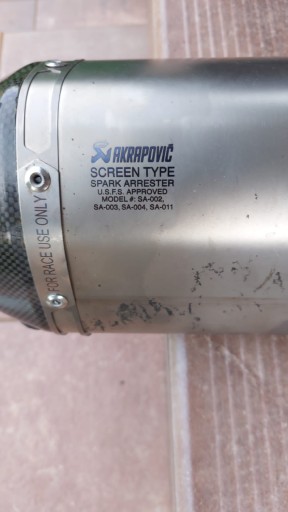 AKRAPOVIČ
SCREEN TYPE
SPARK ARRESTER
U.S.F.S. APPROVED
MODEL #: SA-002,
SA-003, SA-004, SA-011
FOR RACE USE ONLY